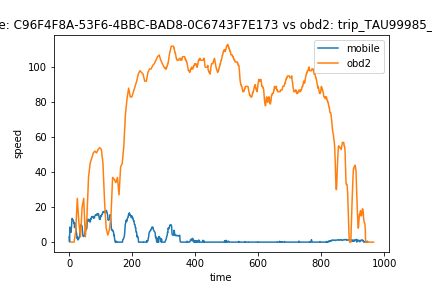 e: C96F4F8A-53F6-4BBC-BAD8-0C6743F7E173 vs obd2: trip_TAU99985_
mobile
obd2
speed
100
80
60
40
20
0
0 200 400 600 800 1000
time